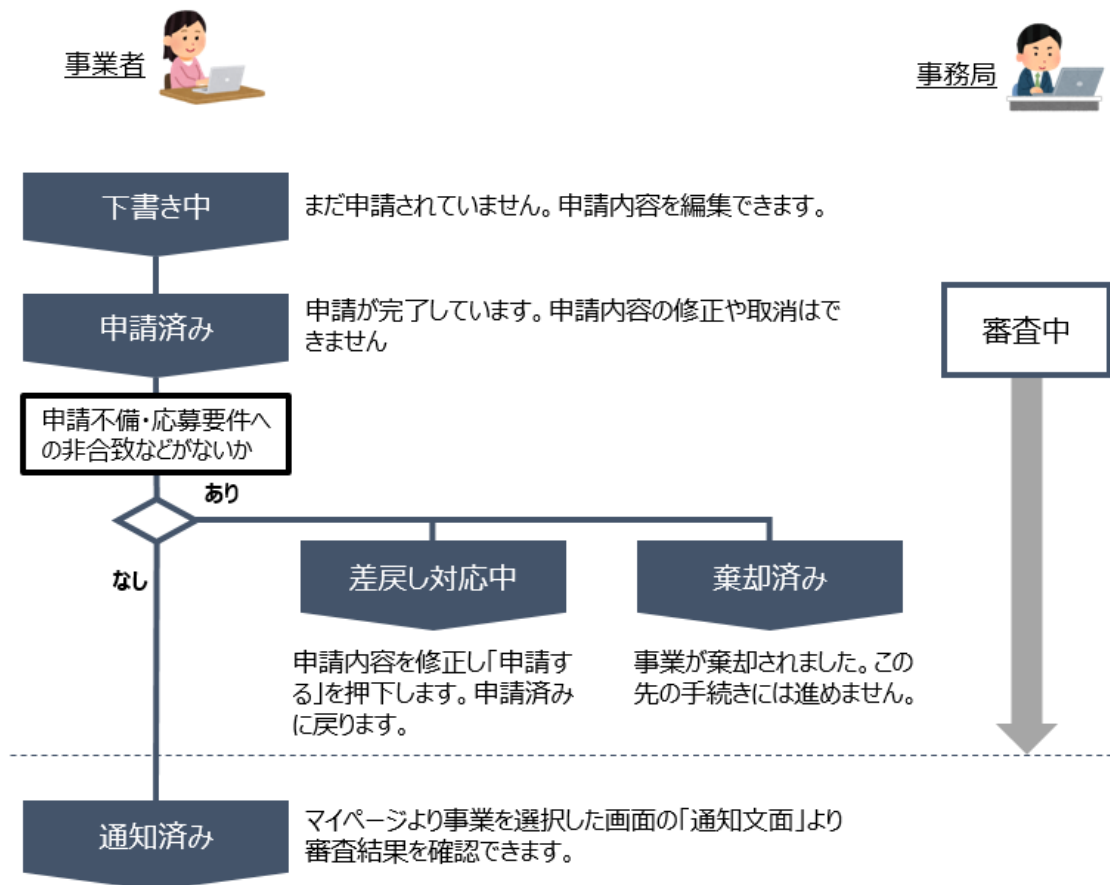 事業者
事務局
下書き中
まだ申請されていません。申請内容を編集できます。
申請済み
申請が完了しています。申請内容の修正や取消はで
きません
審査中
申請不備・応募要件へ
の非合致などがないか
あり
なし
差戻し対応中
棄却済み
申請内容を修正し「申請す
る」を押下します。申請済み
に戻ります。
事業が棄却されました。この
先の手続きには進めません。
通知済み
マイページより事業を選択した画面の「通知文面」より
審査結果を確認できます。